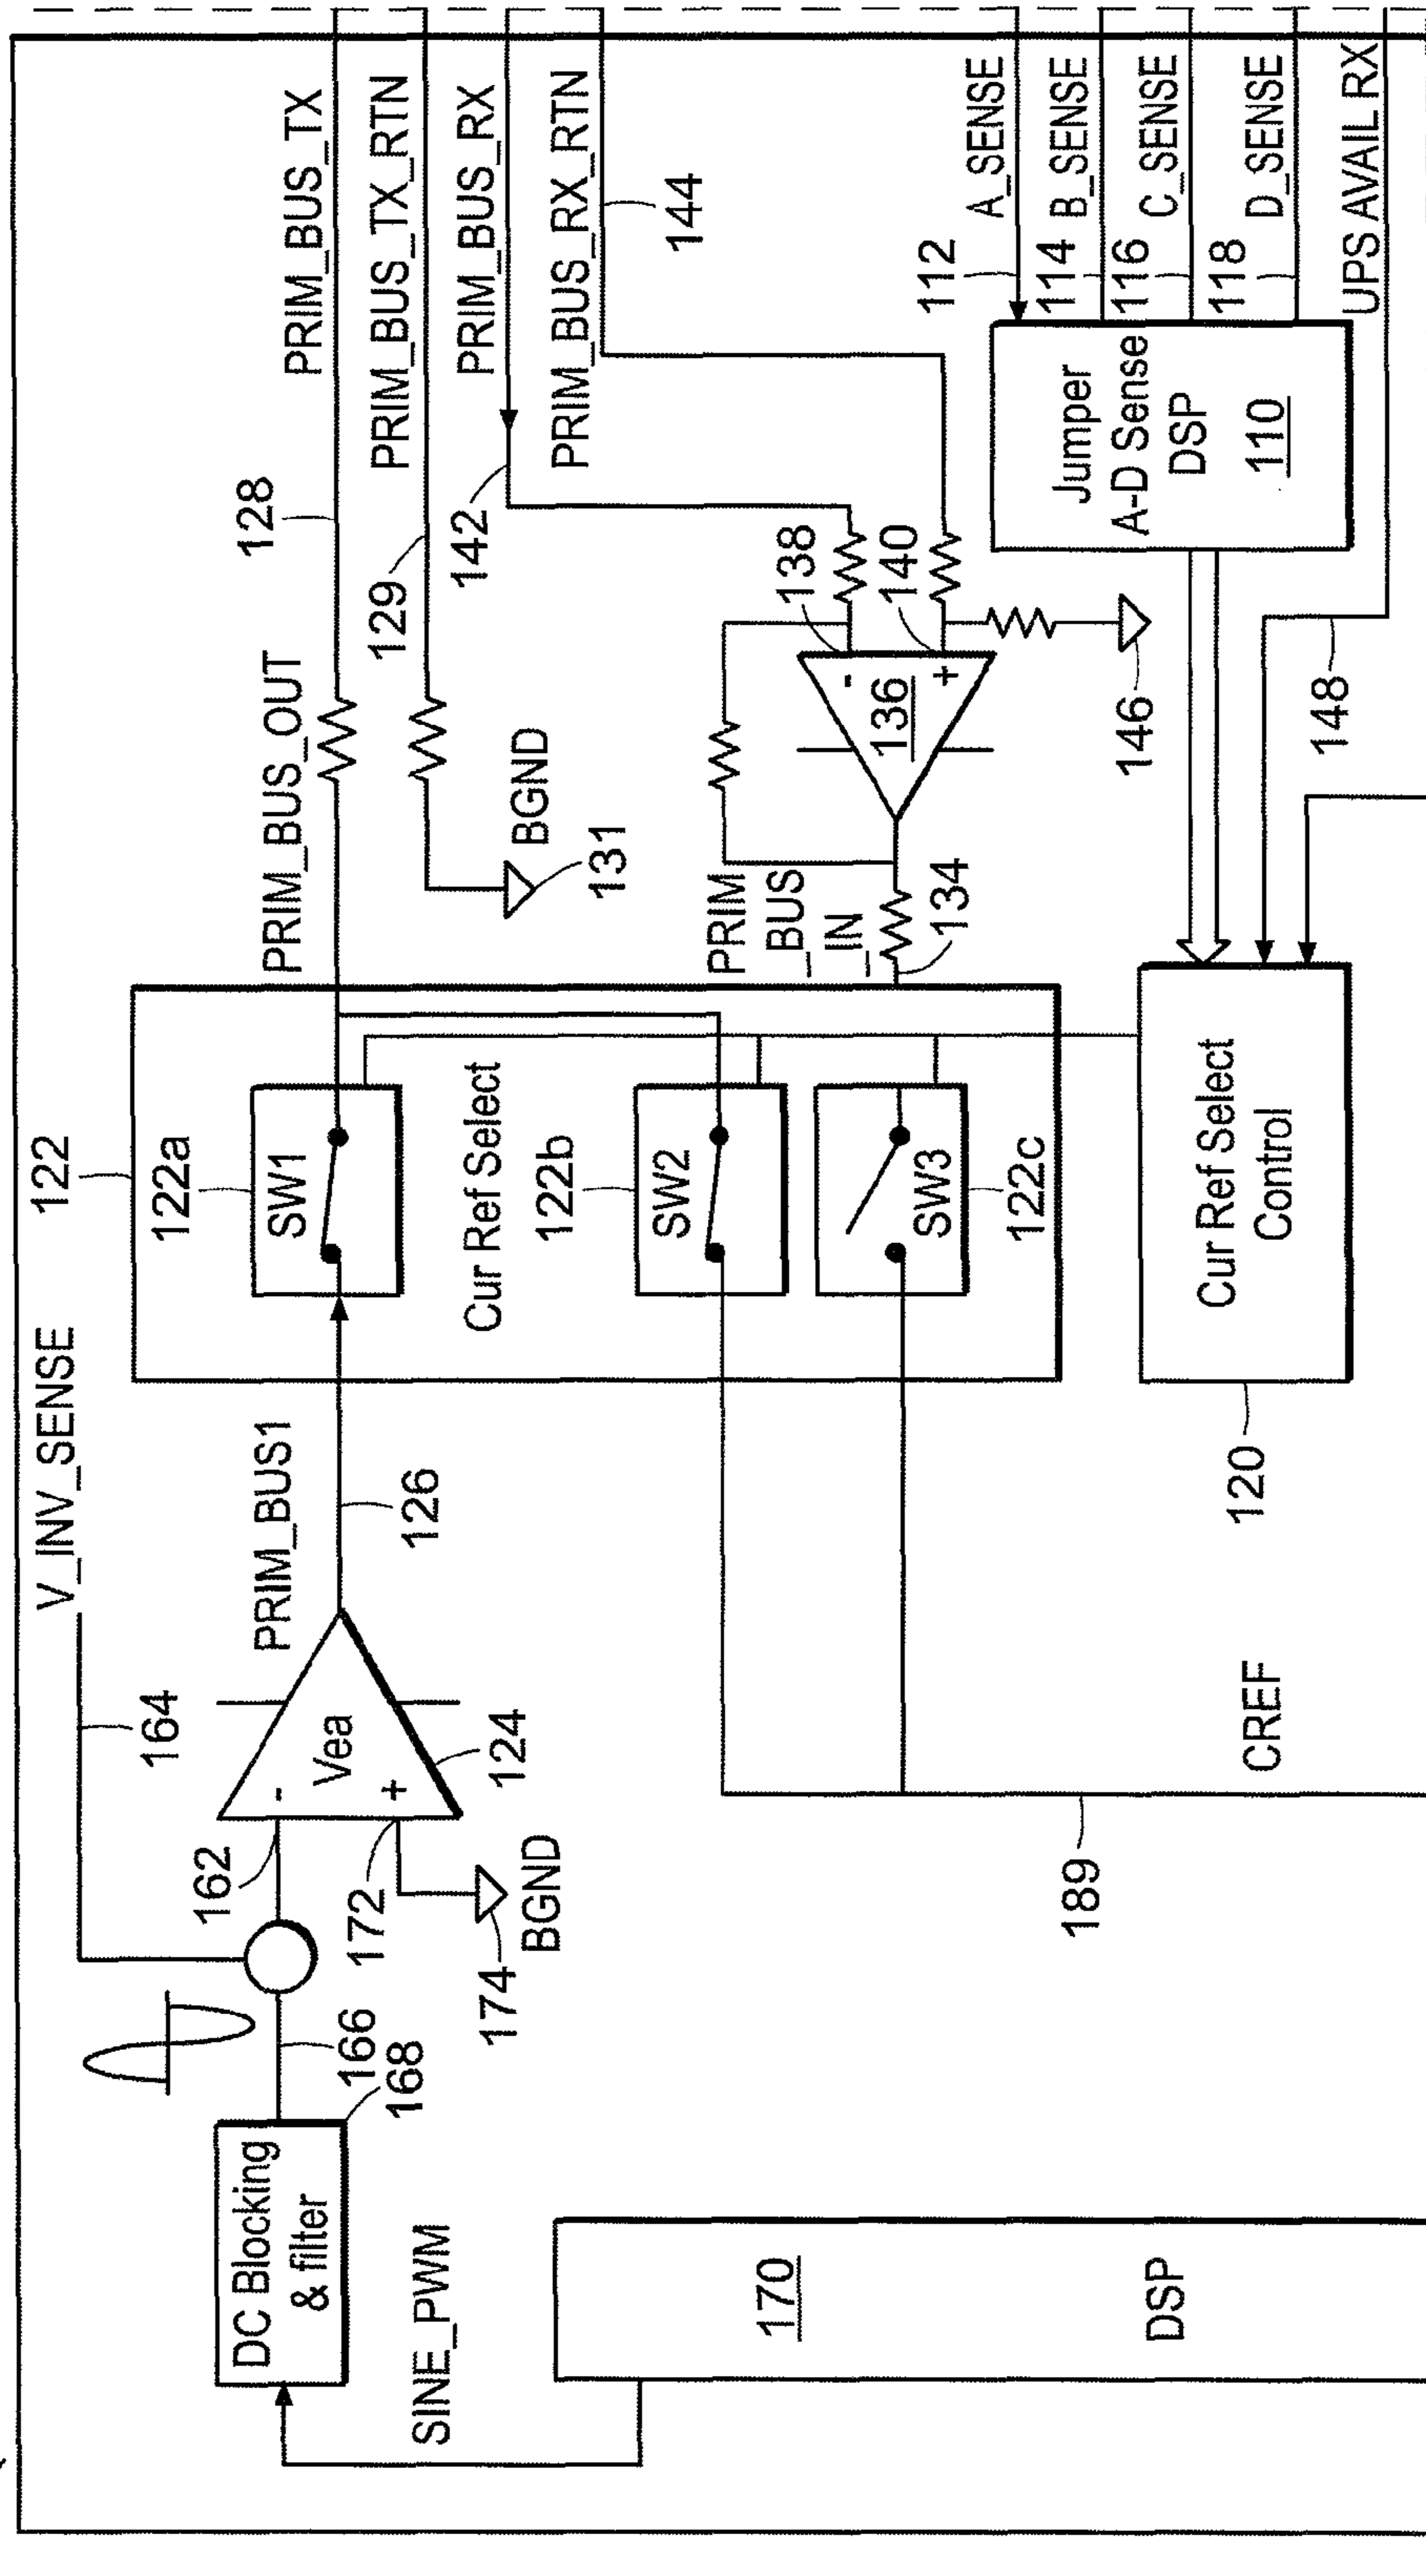 V_INV_SENSE
164
DC Blocking
& filter
168
166
162
172
174
BGND
Vea
-
+
124
PRIM_BUS1
126
SINE_PWM
170
DSP
122
122a
SW1
Cur Ref Select
122b
SW2
SW3
122c
PRIM_BUS_OUT
128
PRIM_BUS_TX
129
PRIM_BUS_TX_RTN
BGND
131
142
PRIM_BUS_RX
PRIM_BUS_RX_RTN
144
PRIM
_BUS
_IN
134
136
-
+
138
140
146
112
A_SENSE
114
B_SENSE
116
C_SENSE
118
D_SENSE
Jumper
A-D Sense
DSP
110
UPS AVAIL RX
148
Cur Ref Select
Control
120
CREF
189